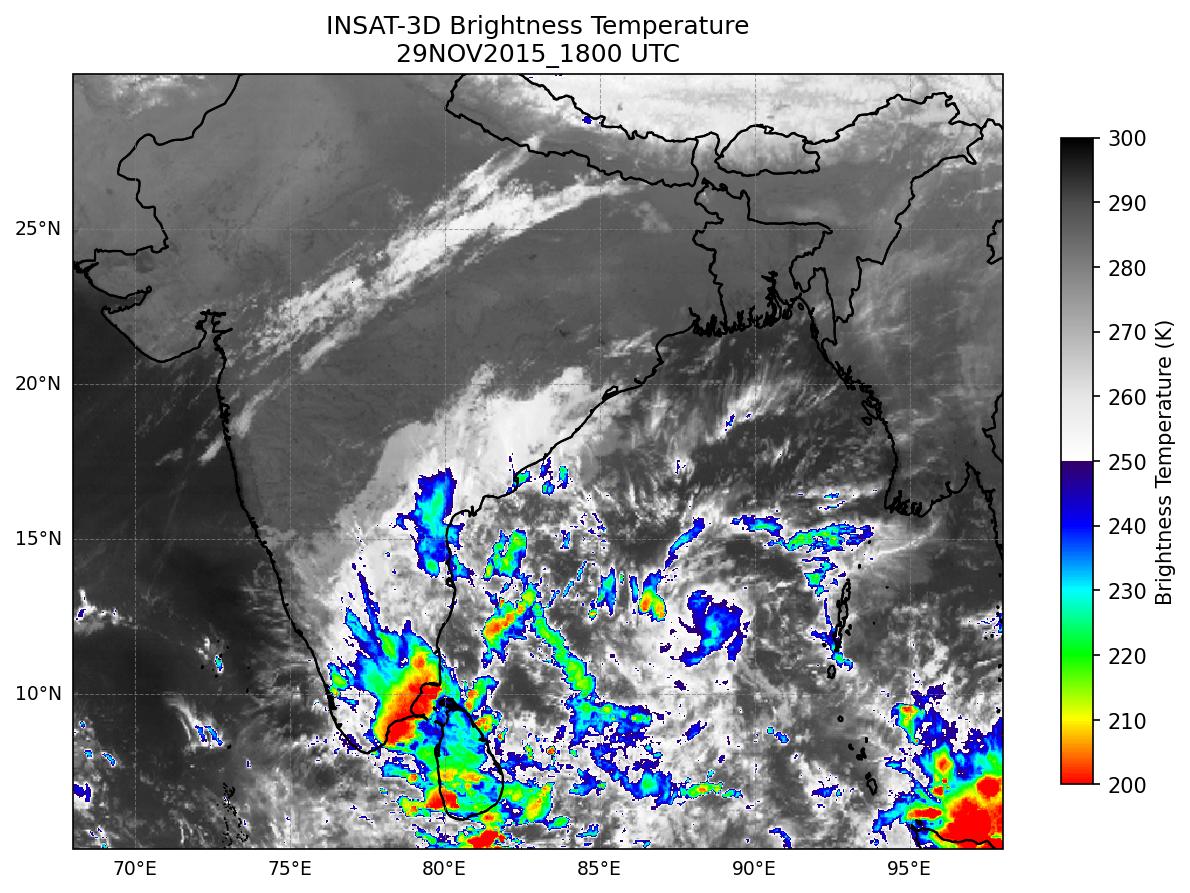 INSAT-3D Brightness Temperature
29NOV2015_1800 UTC
25°N
20°N
15°N
10°N
70°E
75°E
80°E
85°E
90°E
95°E
300
290
280
270
260
250
240
230
220
210
200
Brightness Temperature (K)